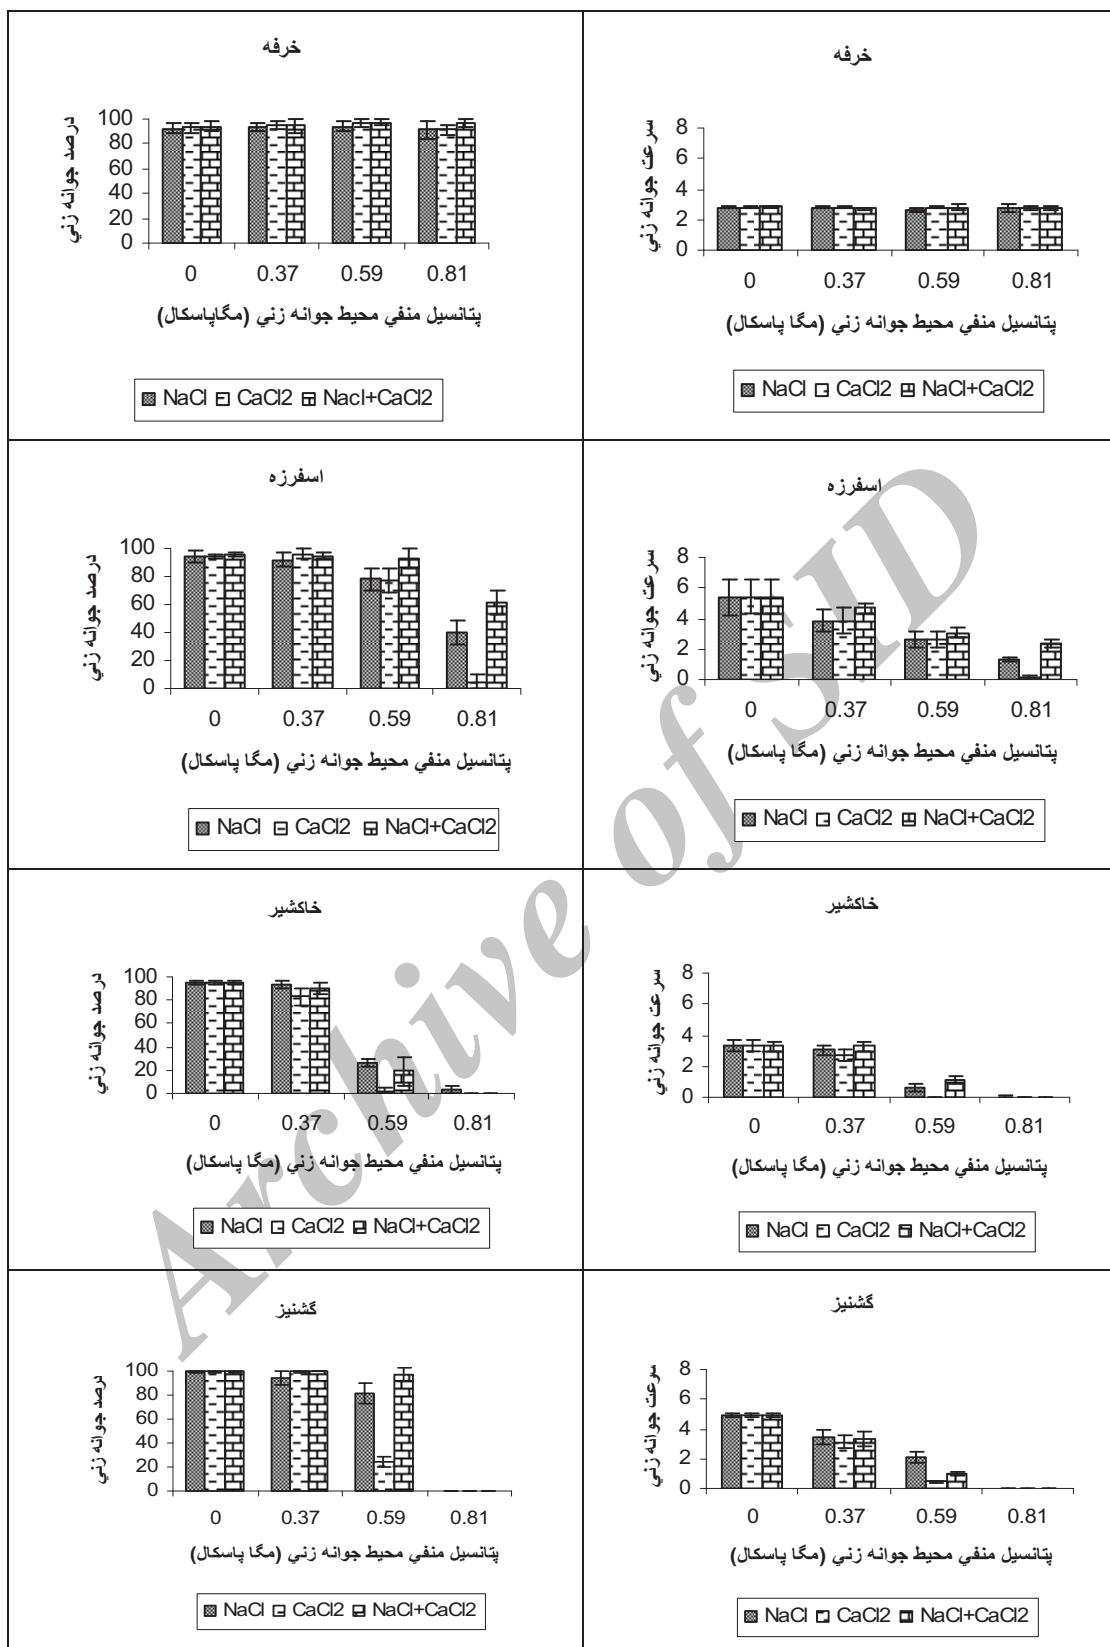 خرفه
درصد جوانه زني
100
80
60
40
20
0
0 0.37 0.59 0.81
پتانسيل منفي محيط جوانه زني (مگاپاسكال)
NaCl CaCl2 Nacl+CaCl2
خرفه
سرعت جوانه زني
8
6
4
2
0
0 0.37 0.59 0.81
پتانسيل منفي محيط جوانه زني (مگا پاسكال)
NaCl CaCl2 NaCl+CaCl2
اسفرزه
درصد جوانه زني
100
80
60
40
20
0
0 0.37 0.59 0.81
پتانسيل منفي محيط جوانه زني (مگا پاسكال)
NaCl CaCl2 NaCl+CaCl2
اسفرزه
سرعت جوانه زني
8
6
4
2
0
0 0.37 0.59 0.81
پتانسيل منفي محيط جوانه زني (مگا پاسكال)
NaCl CaCl2 NaCl+CaCl2
خاكشير
درصد جوانه زني
100
80
60
40
20
0
0 0.37 0.59 0.81
پتانسيل منفي محيط جوانه زني (مگا پاسكال)
NaCl CaCl2 NaCl+CaCl2
خاكشير
سرعت جوانه زني
8
6
4
2
0
0 0.37 0.59 0.81
پتانسيل منفي محيط جوانه زني (مگا پاسكال)
NaCl CaCl2 NaCl+CaCl2
گشنيز
درصد جوانه زني
100
80
60
40
20
0
0 0.37 0.59 0.81
پتانسيل منفي محيط جوانه زني (مگا پاسكال)
NaCl CaCl2 NaCl+CaCl2
گشنيز
سرعت جوانه زني
8
6
4
2
0
0 0.37 0.59 0.81
پتانسيل منفي محيط جوانه زني (مگا پاسكال)
NaCl CaCl2 NaCl+CaCl2
Archive of SID